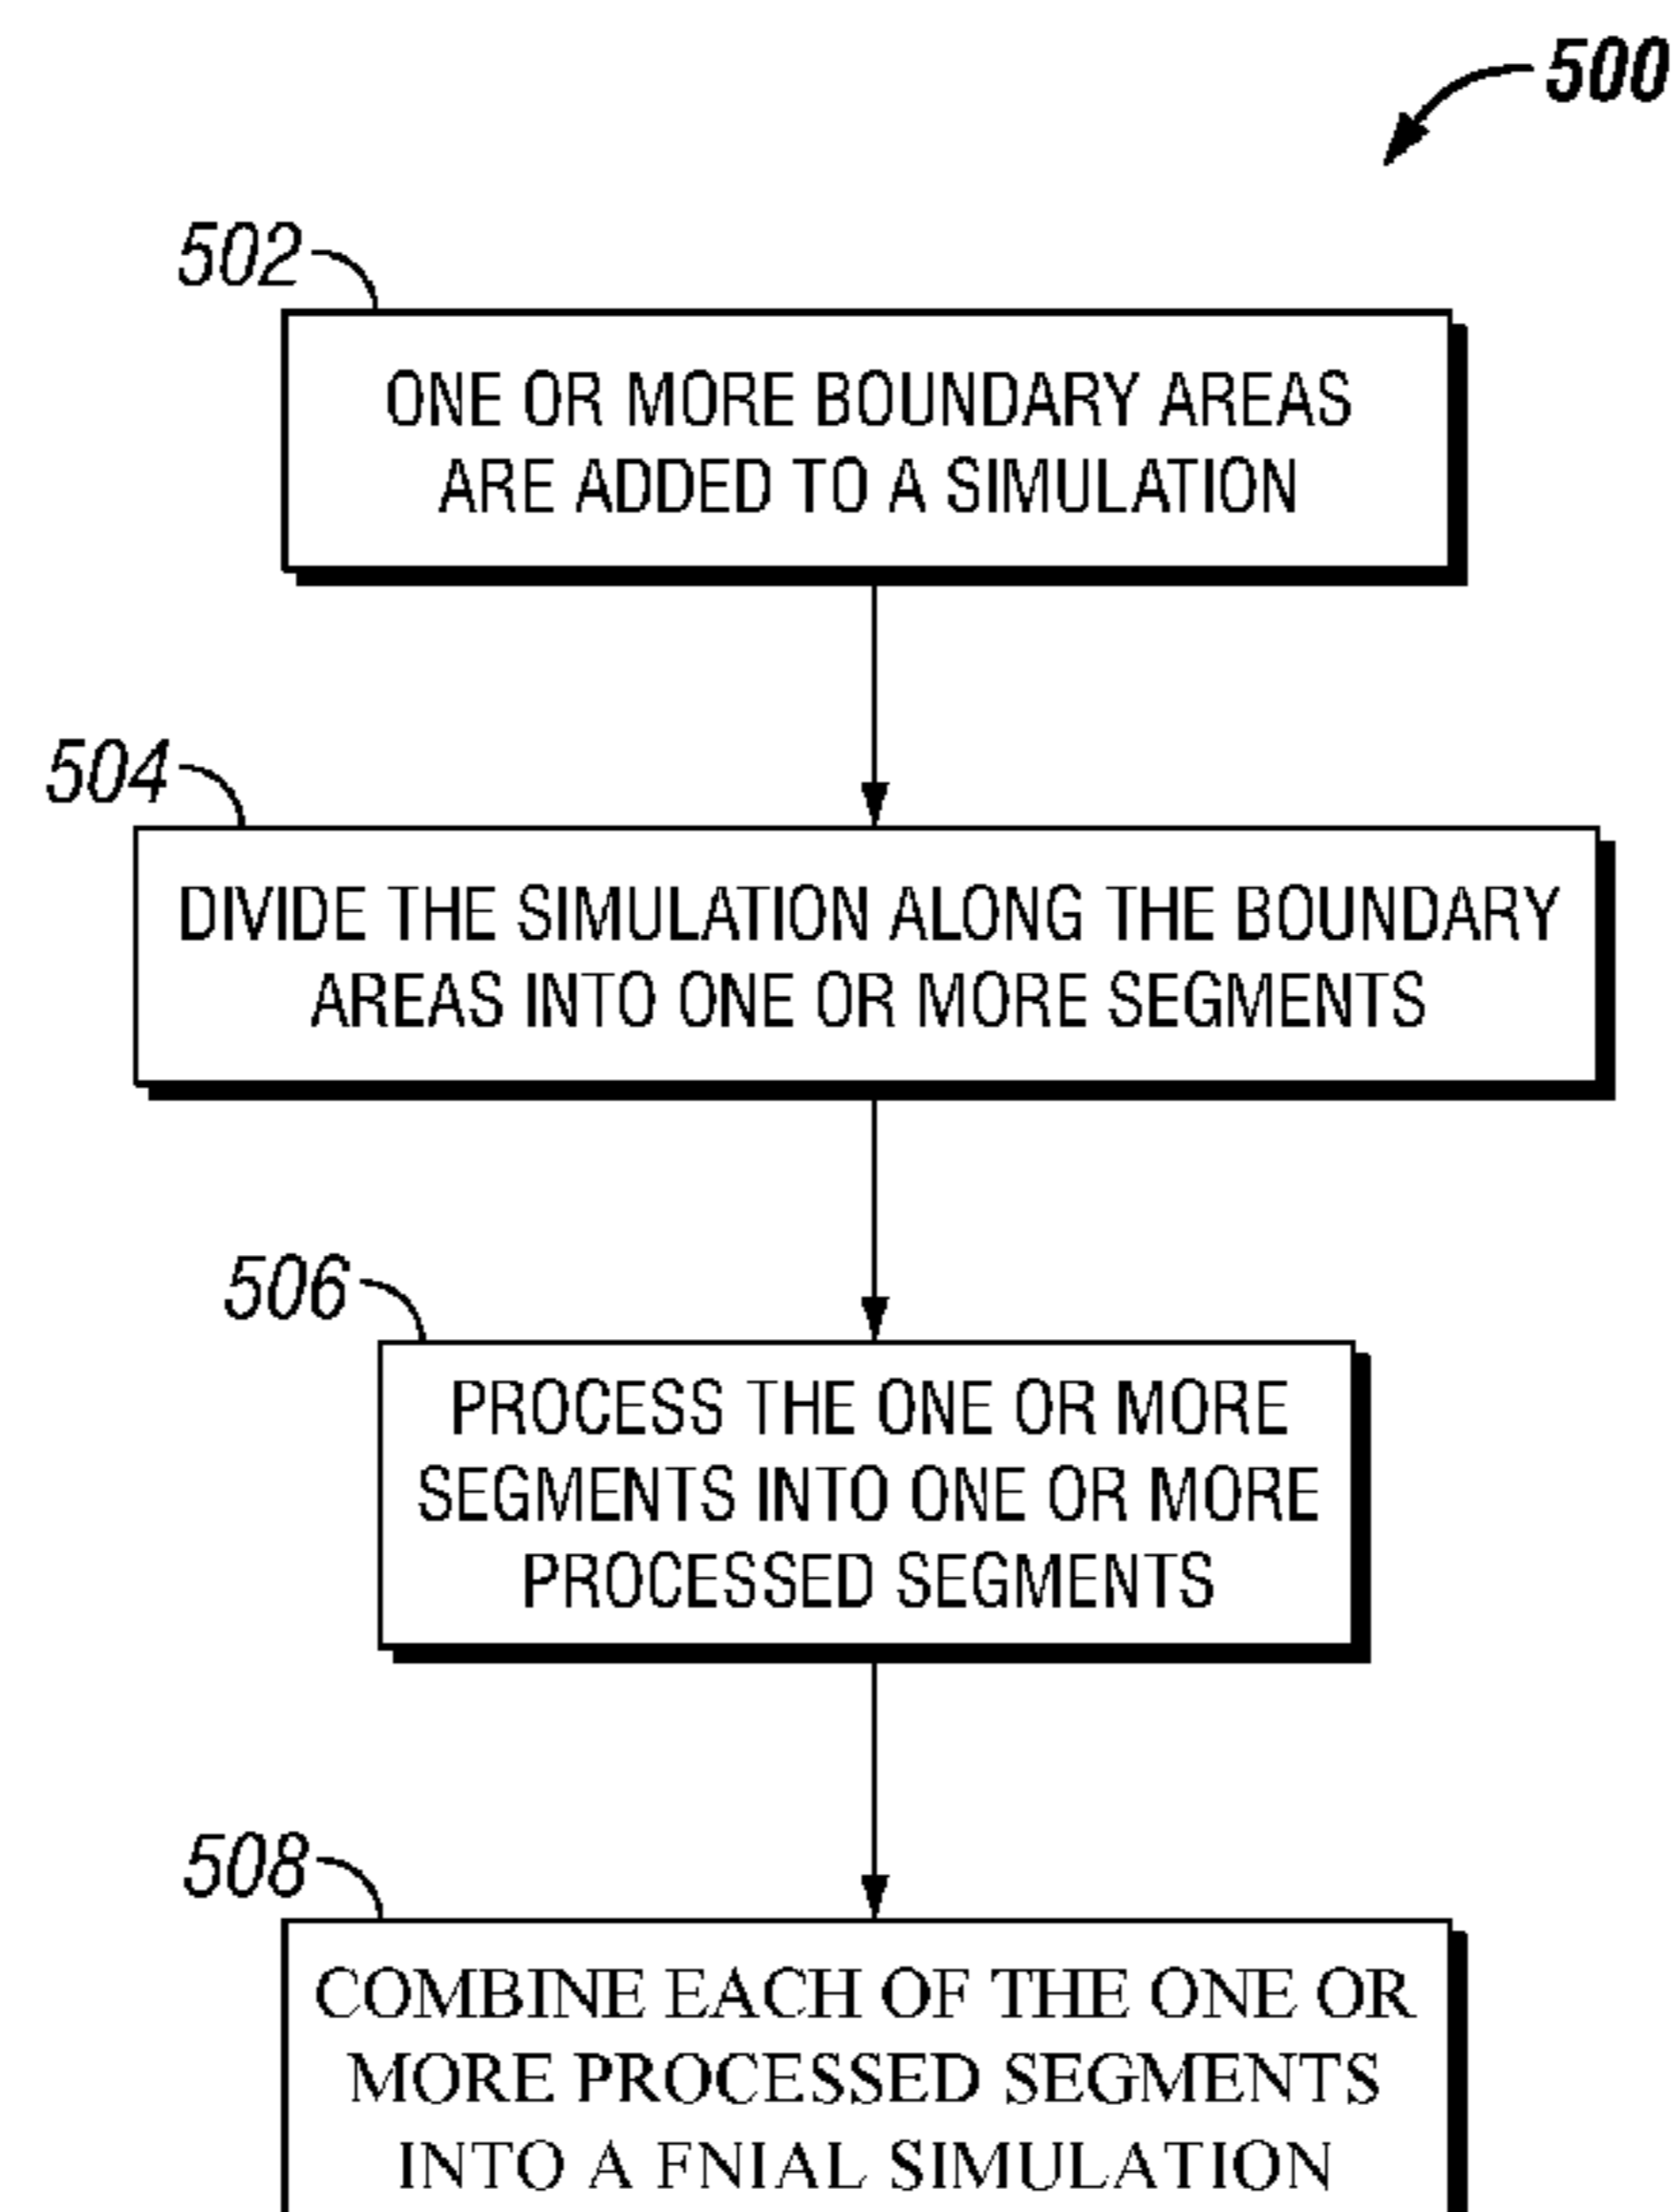 500
502
ONE OR MORE BOUNDARY AREAS
ARE ADDED TO A SIMULATION
504
DIVIDE THE SIMULATION ALONG THE BOUNDARY
AREAS INTO ONE OR MORE SEGMENTS
506
PROCESS THE ONE OR MORE
SEGMENTS INTO ONE OR MORE
PROCESSED SEGMENTS
508
COMBINE EACH OF THE ONE OR
MORE PROCESSED SEGMENTS
INTO A FNIAL SIMULATION